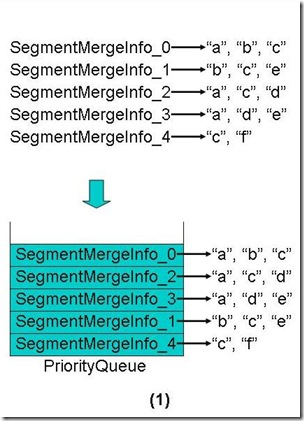 SegmentMergeInfo_0 “a”, “b”, “c”
SegmentMergeInfo_1 “b”, “c”, “e”
SegmentMergeInfo_2 “a”, “c”, “d”
SegmentMergeInfo_3 “a”, “d”, “e”
SegmentMergeInfo_4 “c”, “f”
SegmentMergeInfo_0 “a”, “b”, “c”
SegmentMergeInfo_2 “a”, “c”, “d”
SegmentMergeInfo_3 “a”, “d”, “e”
SegmentMergeInfo_1 “b”, “c”, “e”
SegmentMergeInfo_4 “c”, “f”
PriorityQueue
(1)